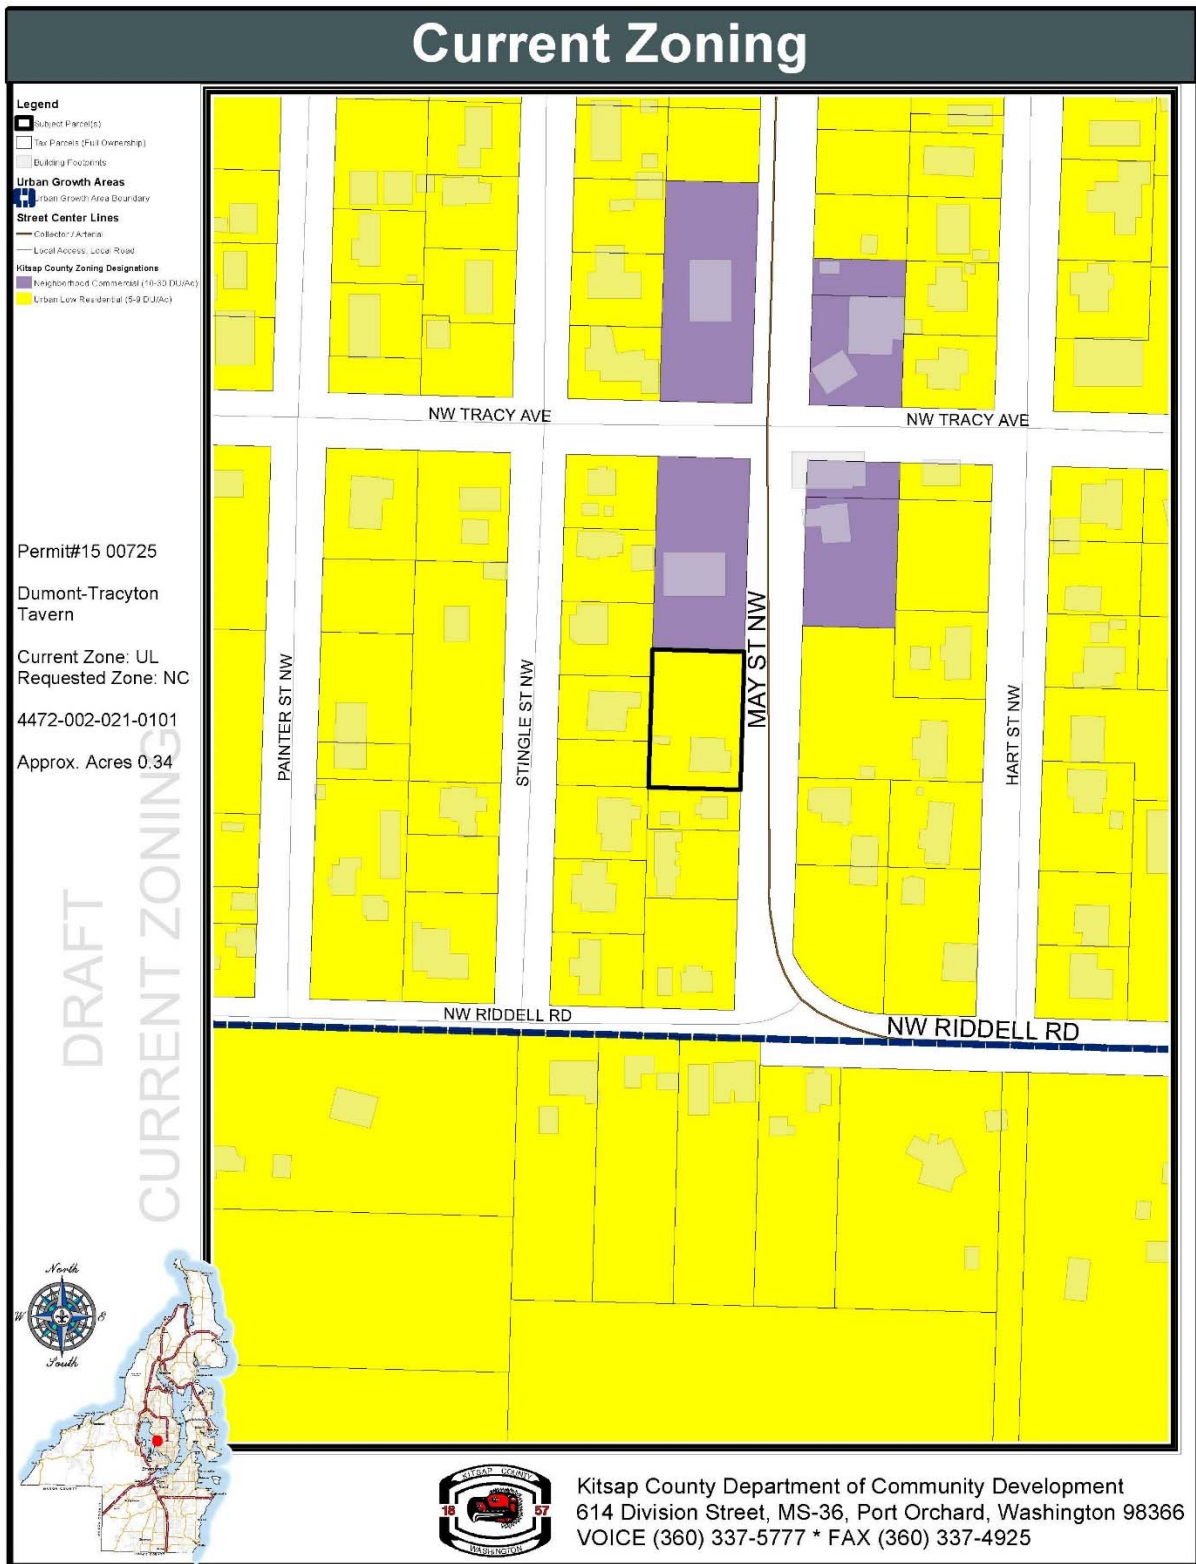 Current Zoning
Legend
Subject Parcel(s)
Tax Parcels (Full Ownership)
Building Footprints
Urban Growth Areas
Urban Growth Area Boundary
Street Center Lines
Collector / Arterial
Local Access; Local Road
Kitsap County Zoning Designations
Neighborhood Commercial (10-30 DU/Ac)
Urban Low Residential (5-9 DU/Ac)
Permit#15 00725
Dumont-Tracyton
Tavern
Current Zone: UL
Requested Zone: NC
4472-002-021-0101
Approx. Acres 0.34
DRAFT
CURRENT ZONING
NW TRACY AVE
NW TRACY AVE
PAINTER ST NW
STINGLE ST NW
MAY ST NW
HART ST NW
NW RIDDELL RD
NW RIDDELL RD
North
W
S
South
KITSAP COUNTY
18 57
WASHINGTON
Kitsap County Department of Community Development
614 Division Street, MS-36, Port Orchard, Washington 98366
VOICE (360) 337-5777 * FAX (360) 337-4925